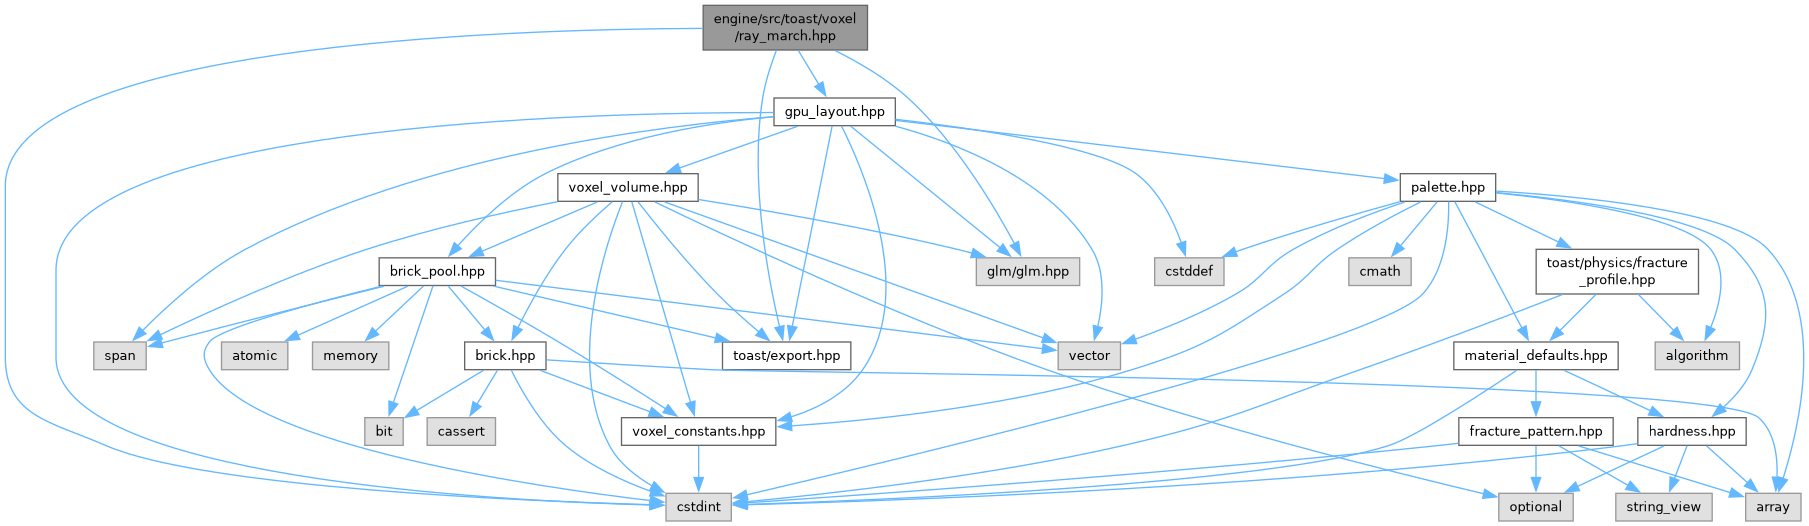 engine/src/toast/voxel
/ray_march.hpp
gpu_layout.hpp
voxel_volume.hpp
palette.hpp
brick_pool.hpp
glm/glm.hpp
cstddef
cmath
toast/physics/fracture
_profile.hpp
span
atomic
memory
brick.hpp
toast/export.hpp
vector
material_defaults.hpp
algorithm
bit
cassert
voxel_constants.hpp
fracture_pattern.hpp
hardness.hpp
cstdint
optional
string_view
array